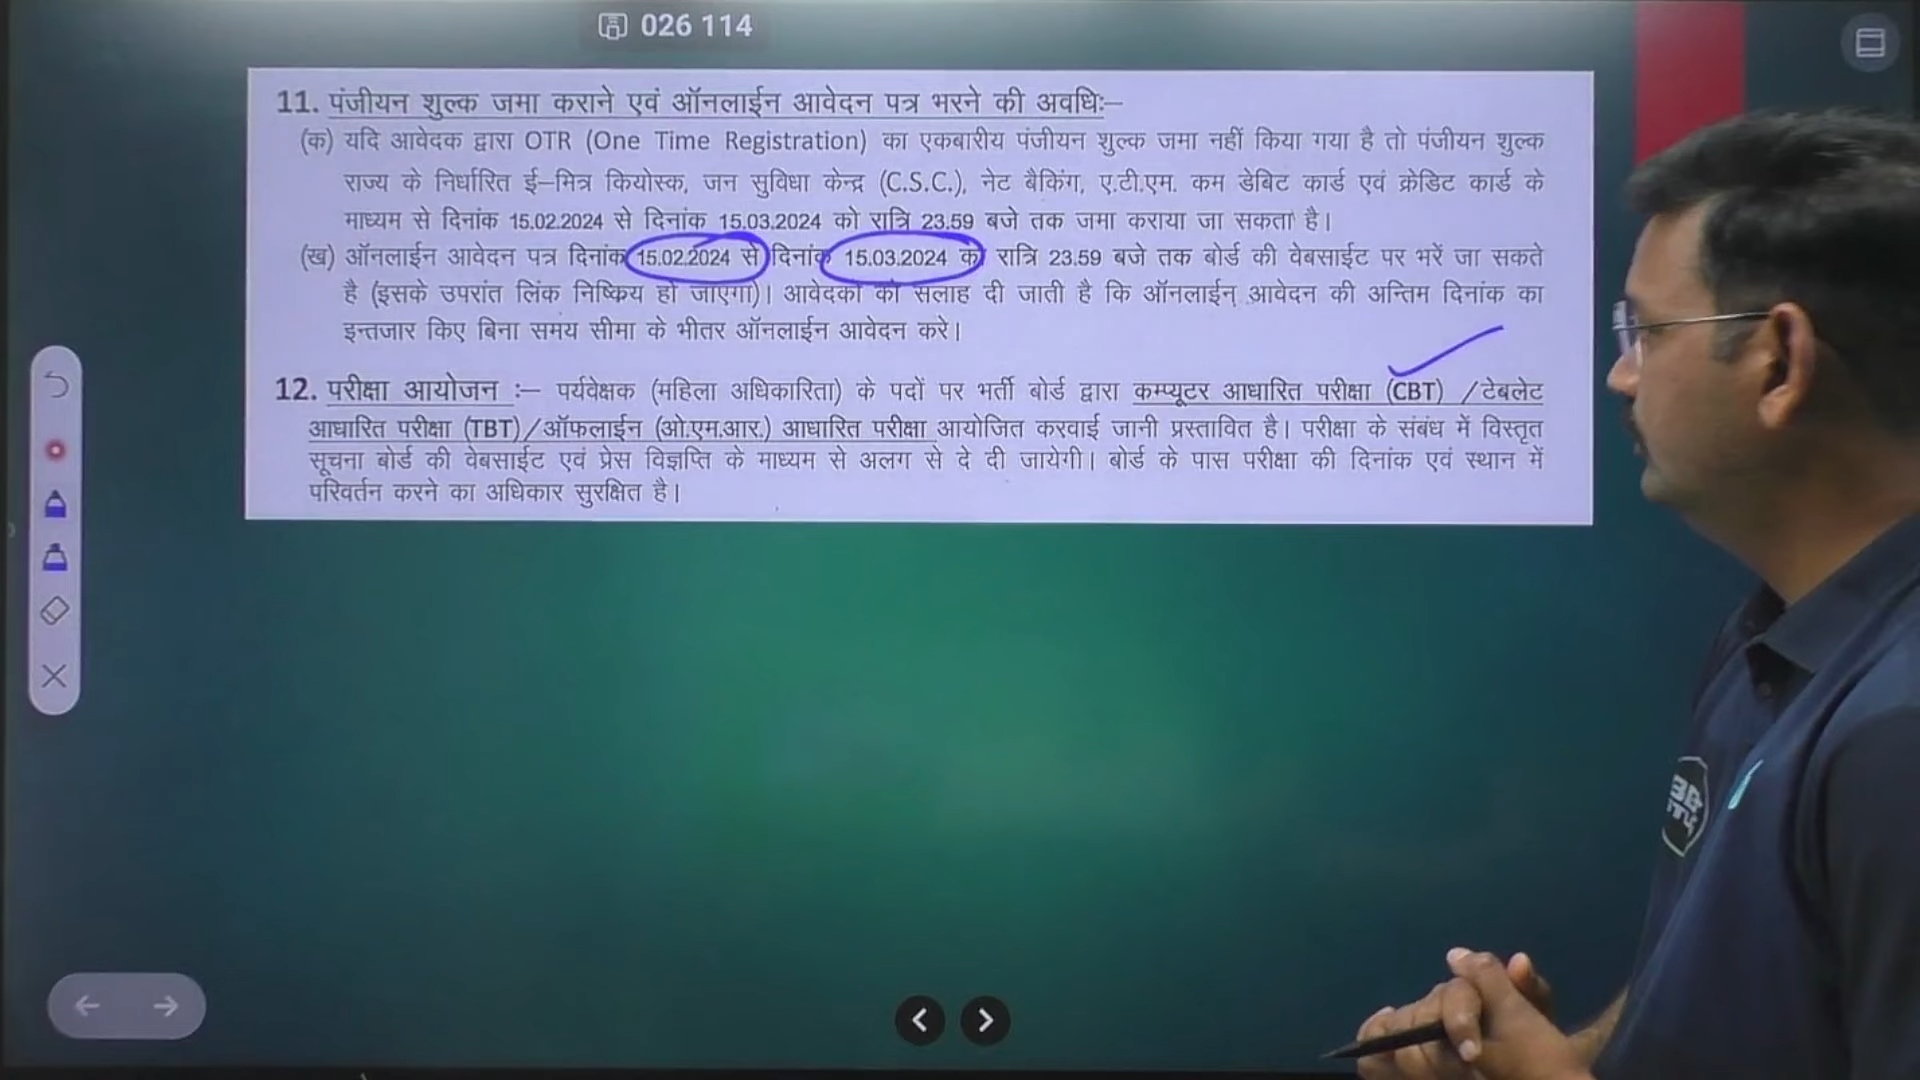 026 114
11. पंजीयन शुल्क जमा कराने एवं ऑनलाईन आवेदन पत्र भरने की अवधिः—
(क) यदि आवेदक द्वारा OTR (One Time Registration) का एकबारीय पंजीयन शुल्क जमा नहीं किया गया है तो पंजीयन शुल्क
राज्य के निर्धारित ई–मित्र कियोस्क, जन सुविधा केन्द्र (C.S.C.), नेट बैकिंग, ए.टी.एम. कम डेबिट कार्ड एवं क्रेडिट कार्ड के
माध्यम से दिनांक 15.02.2024 से दिनांक 15.03.2024 को रात्रि 23.59 बजे तक जमा कराया जा सकता है।
(ख) ऑनलाईन आवेदन पत्र दिनांक 15.02.2024 से दिनांक 15.03.2024 को रात्रि 23.59 बजे तक बोर्ड की वेबसाईट पर भरें जा सकते
है (इसके उपरांत लिंक निष्क्रिय हो जाएगा)। आवेदकों को सलाह दी जाती है कि ऑनलाईन् आवेदन की अन्तिम दिनांक का
इन्तजार किए बिना समय सीमा के भीतर ऑनलाईन आवेदन करे।
12. परीक्षा आयोजन :— पर्यवेक्षक (महिला अधिकारिता) के पदों पर भर्ती बोर्ड द्वारा कम्प्यूटर आधारित परीक्षा (CBT) /टेबलेट
आधारित परीक्षा (TBT)/ऑफलाईन (ओ.एम.आर.) आधारित परीक्षा आयोजित करवाई जानी प्रस्तावित है। परीक्षा के संबंध में विस्तृत
सूचना बोर्ड की वेबसाईट एवं प्रेस विज्ञप्ति के माध्यम से अलग से दे दी जायेगी। बोर्ड के पास परीक्षा की दिनांक एवं स्थान में
परिवर्तन करने का अधिकार सुरक्षित है।